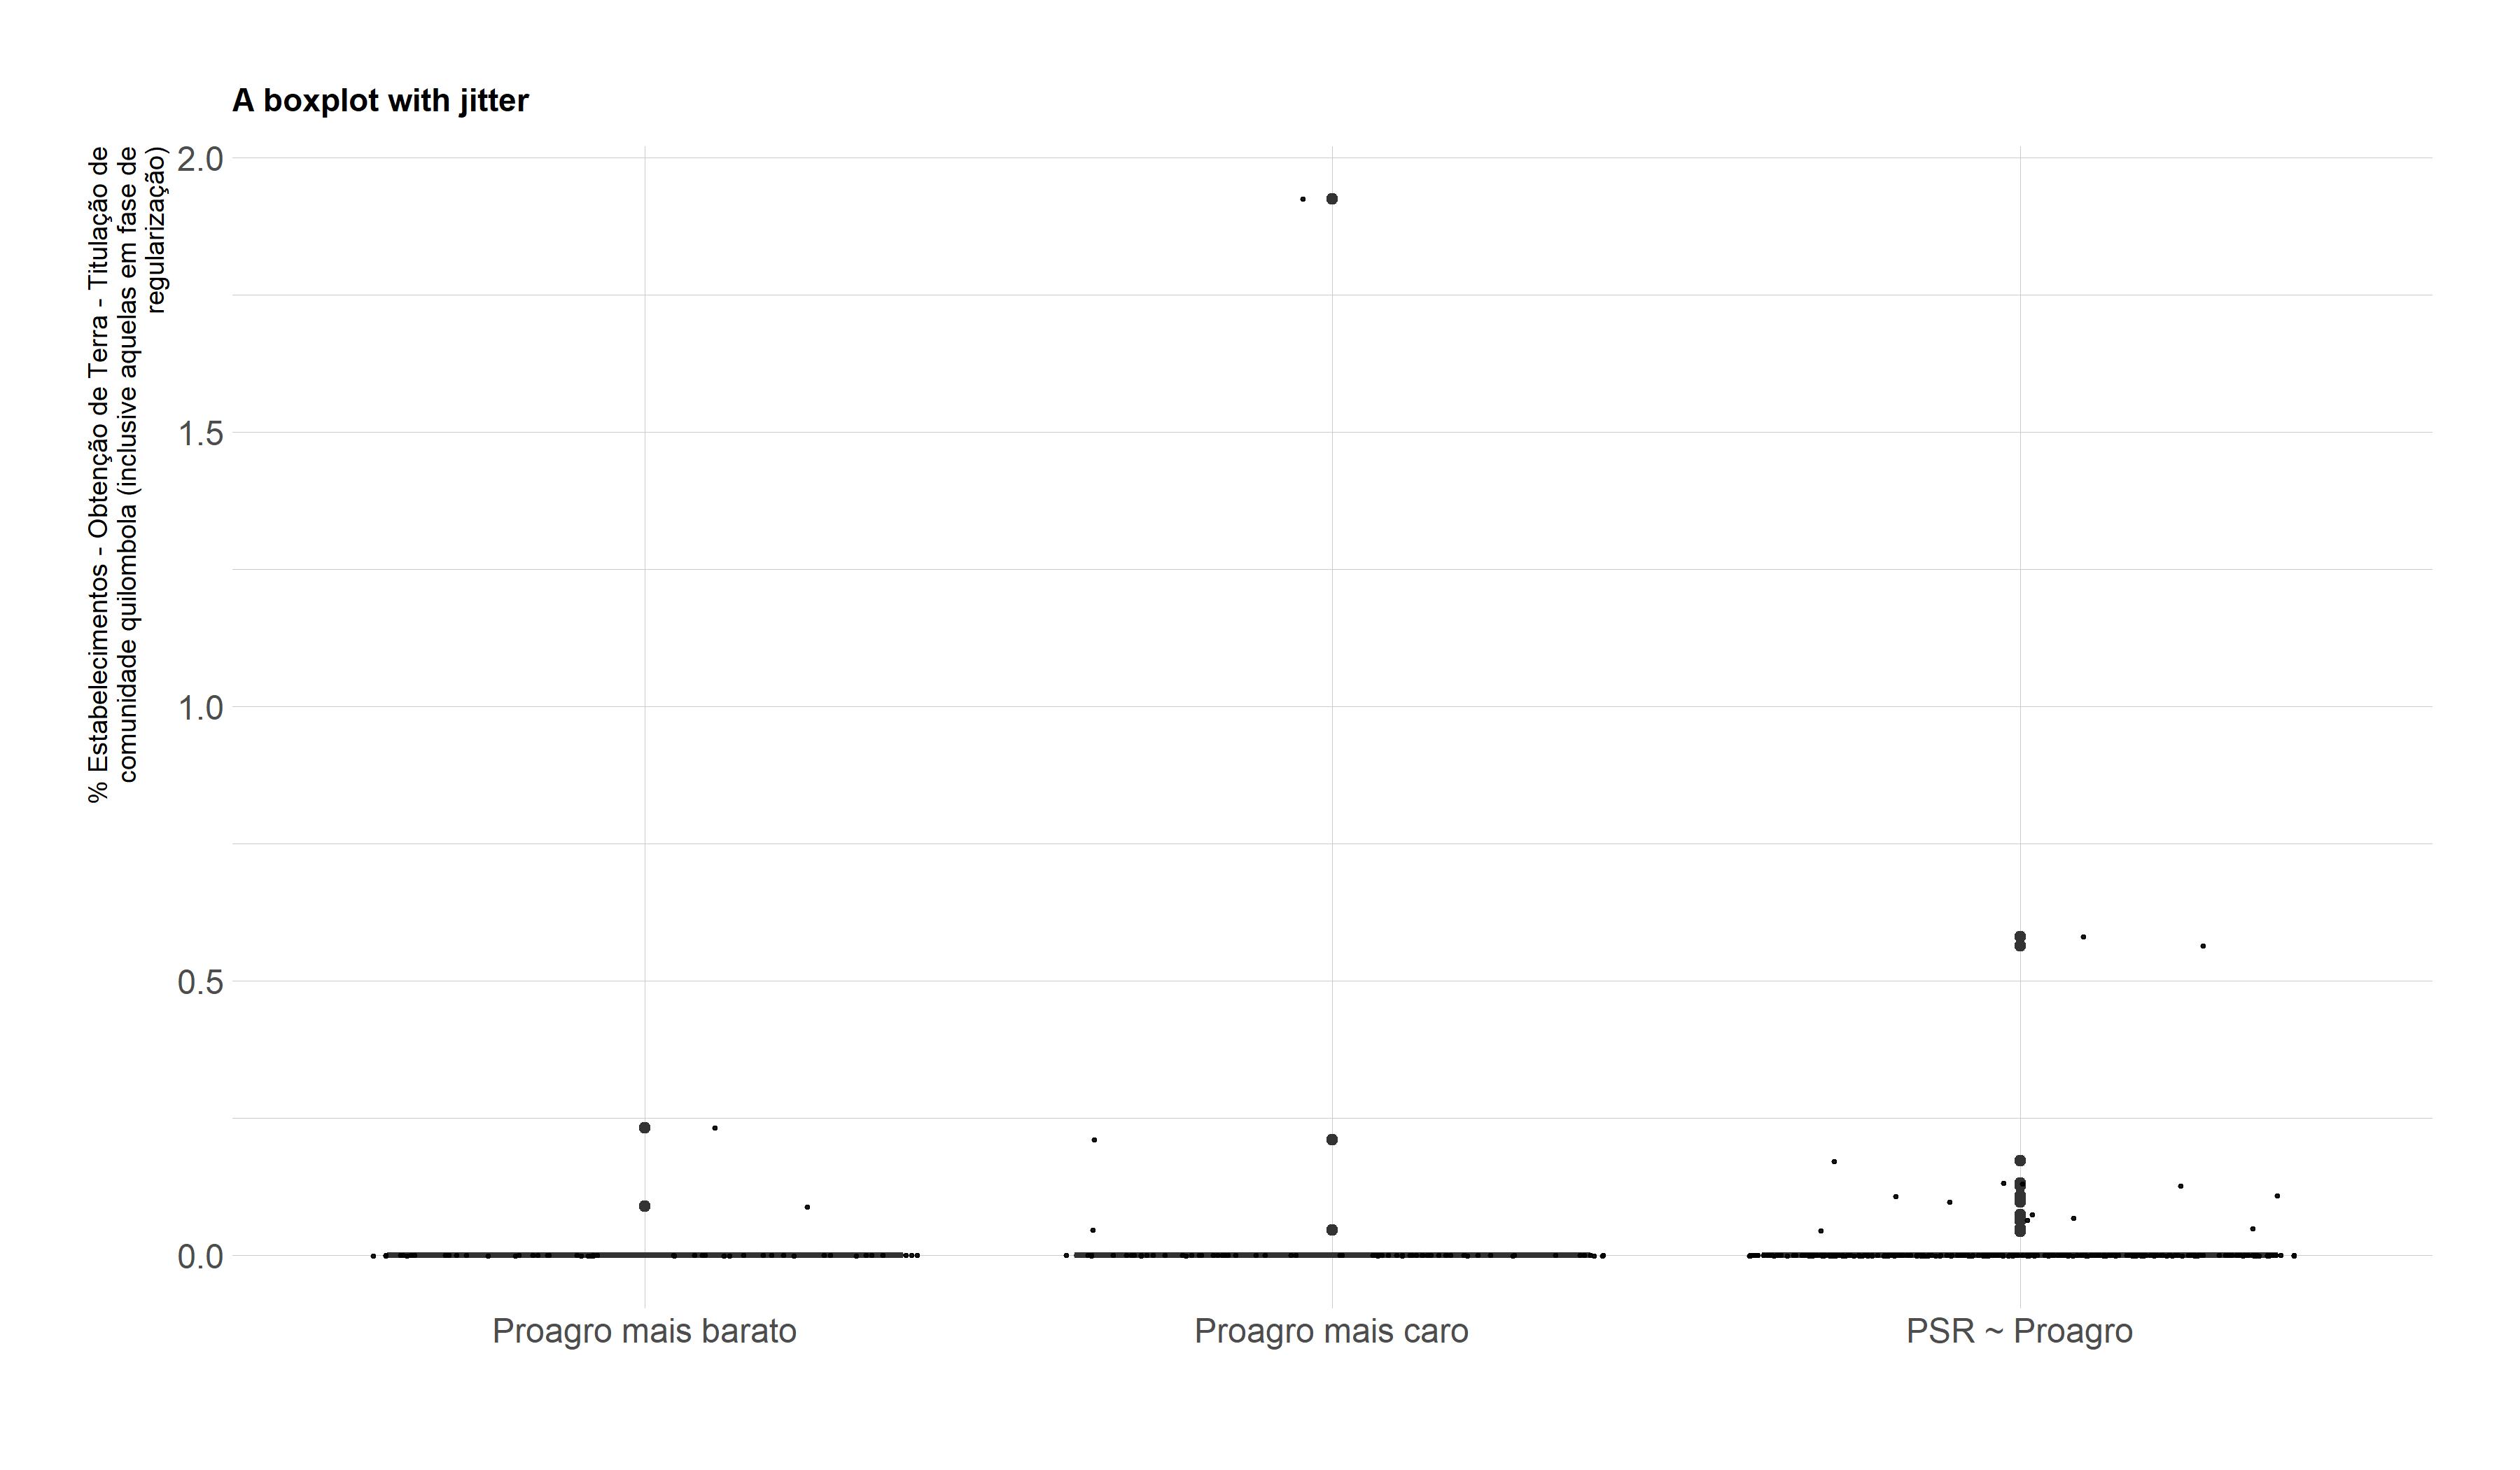 A boxplot with jitter
% Estabelecimentos - Obtenção de Terra - Titulação de
comunidade quilombola (inclusive aquelas em fase de
regularização)
2.0
1.5
1.0
0.5
0.0
Proagro mais barato
Proagro mais caro
PSR ~ Proagro